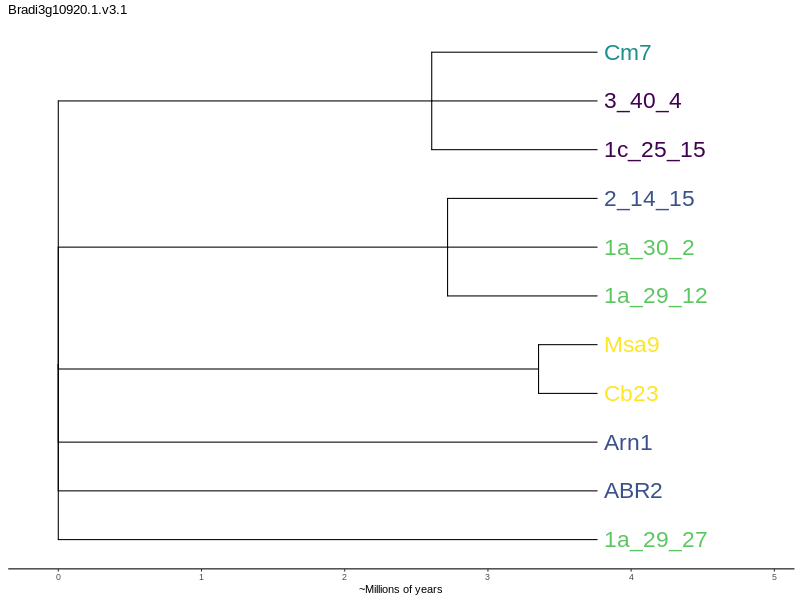 Bradi3g10920.1.v3.1
Cm7
3_40_4
1c_25_15
2_14_15
1a_30_2
1a_29_12
Msa9
Cb23
Arn1
ABR2
1a_29_27
0 1 2 3 4 5
~Millions of years